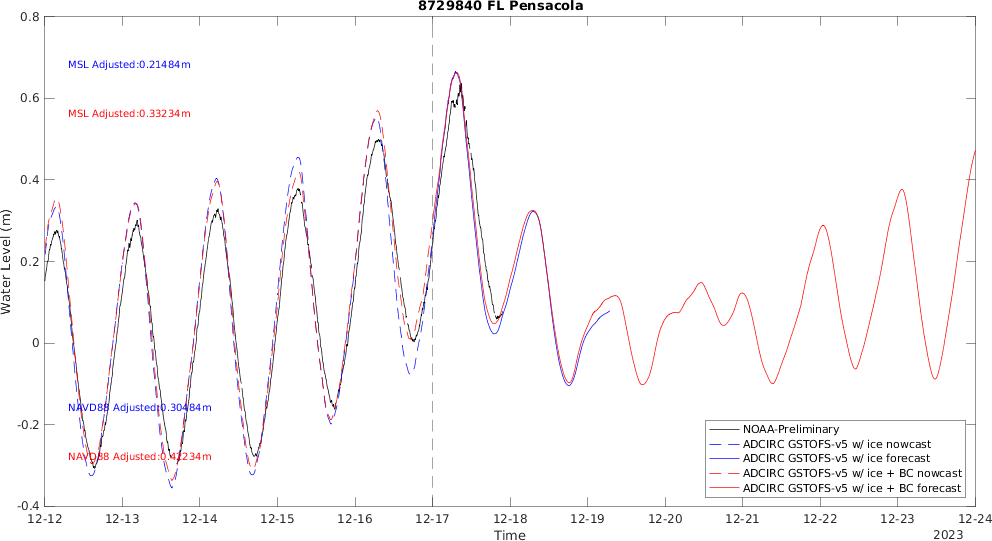 8729840 FL Pensacola
0.8
0.6
0.4
0.2
0
-0.2
-0.4
Water Level (m)
MSL Adjusted:0.21484m
MSL Adjusted:0.33234m
NAVD88 Adjusted:0.30484m
NAVD88 Adjusted:0.42234m
NOAA-Preliminary
ADCIRC GSTOFS-v5 w/ ice nowcast
ADCIRC GSTOFS-v5 w/ ice forecast
ADCIRC GSTOFS-v5 w/ ice + BC nowcast
ADCIRC GSTOFS-v5 w/ ice + BC forecast
12-12 12-13 12-14 12-15 12-16 12-17 12-18 12-19 12-20 12-21 12-22 12-23 12-24
Time
2023